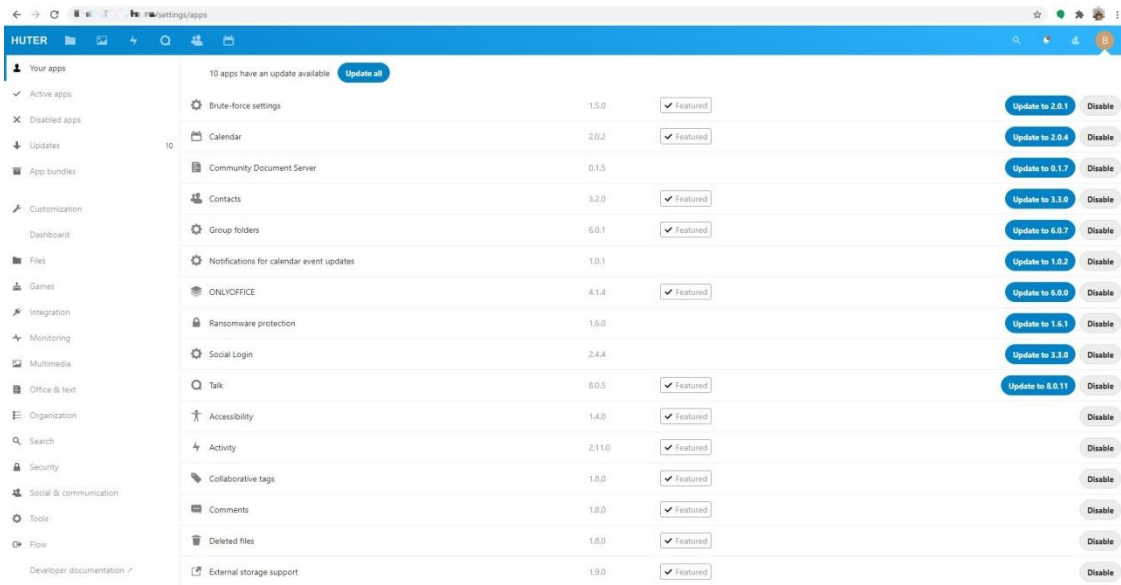 /settings/apps
HUTER
B
Your apps
Active apps
Disabled apps
Updates 10
App bundles
Customization
Dashboard
Files
Games
Integration
Monitoring
Multimedia
Office & text
Organization
Search
Security
Social & communication
Tools
Flow
Developer documentation ↗
10 apps have an update available Update all
Brute-force settings 1.5.0 ✔ Featured Update to 2.0.1 Disable
Calendar 2.0.2 ✔ Featured Update to 2.0.4 Disable
Community Document Server 0.1.5 Update to 0.1.7 Disable
Contacts 3.2.0 ✔ Featured Update to 3.3.0 Disable
Group folders 6.0.1 ✔ Featured Update to 6.0.7 Disable
Notifications for calendar event updates 1.0.1 Update to 1.0.2 Disable
ONLYOFFICE 4.1.4 ✔ Featured Update to 6.0.0 Disable
Ransomware protection 1.6.0 Update to 1.6.1 Disable
Social Login 2.4.4 Update to 3.3.0 Disable
Talk 8.0.5 ✔ Featured Update to 8.0.11 Disable
Accessibility 1.4.0 ✔ Featured Disable
Activity 2.11.0 ✔ Featured Disable
Collaborative tags 1.8.0 ✔ Featured Disable
Comments 1.8.0 ✔ Featured Disable
Deleted files 1.8.0 ✔ Featured Disable
External storage support 1.9.0 ✔ Featured Disable